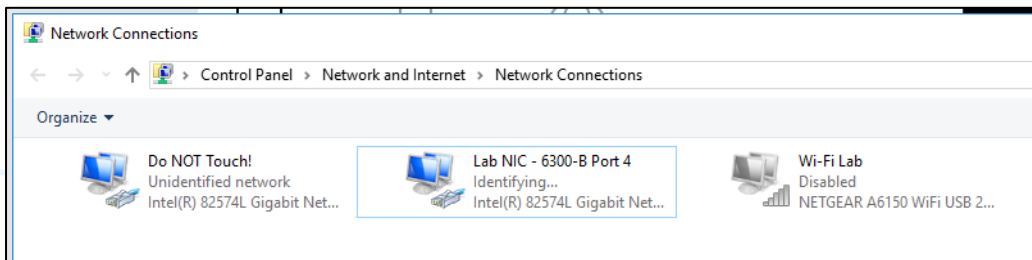 Network Connections
Control Panel > Network and Internet > Network Connections
Organize
Do NOT Touch!
Unidentified network
Intel(R) 82574L Gigabit Net...
Lab NIC - 6300-B Port 4
Identifying...
Intel(R) 82574L Gigabit Net...
Wi-Fi Lab
Disabled
NETGEAR A6150 WiFi USB 2...